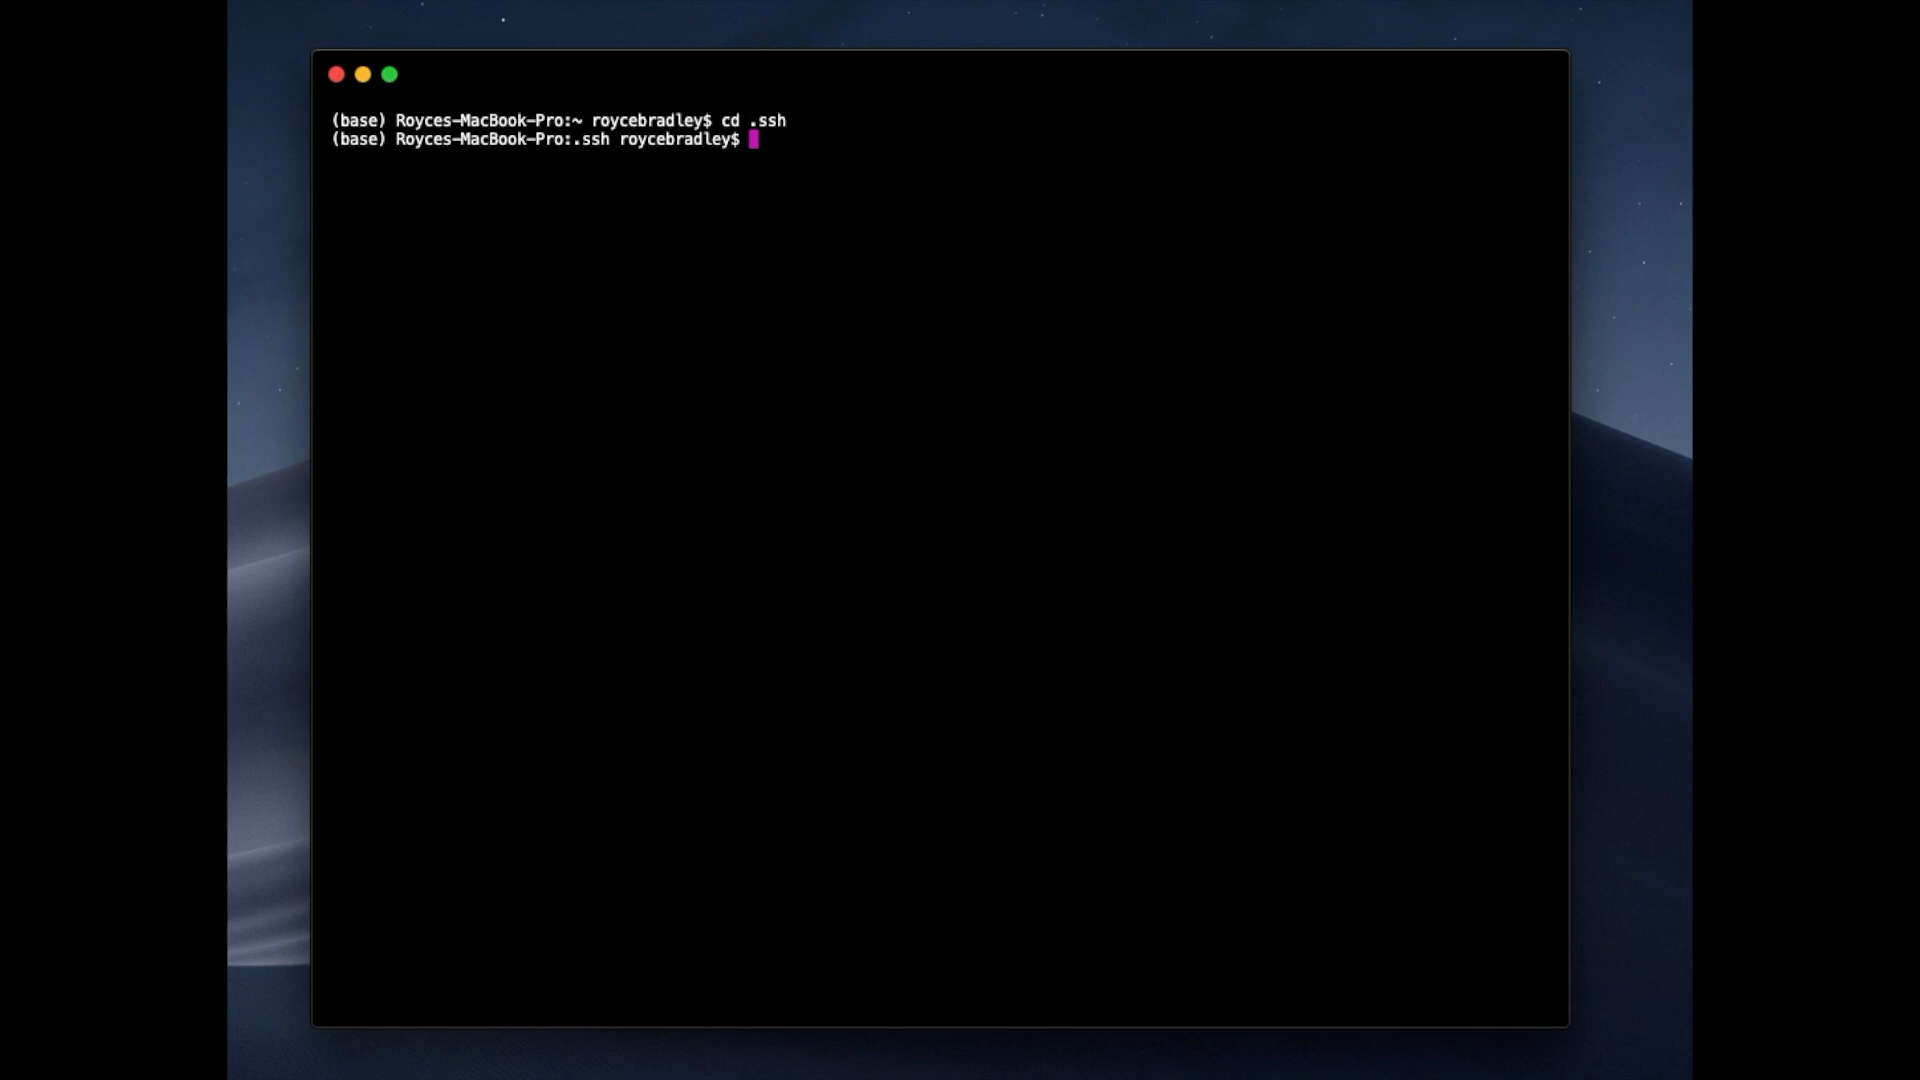 (base) Royces-MacBook-Pro:~ roycebradley$ cd .ssh
(base) Royces-MacBook-Pro:.ssh roycebradley$